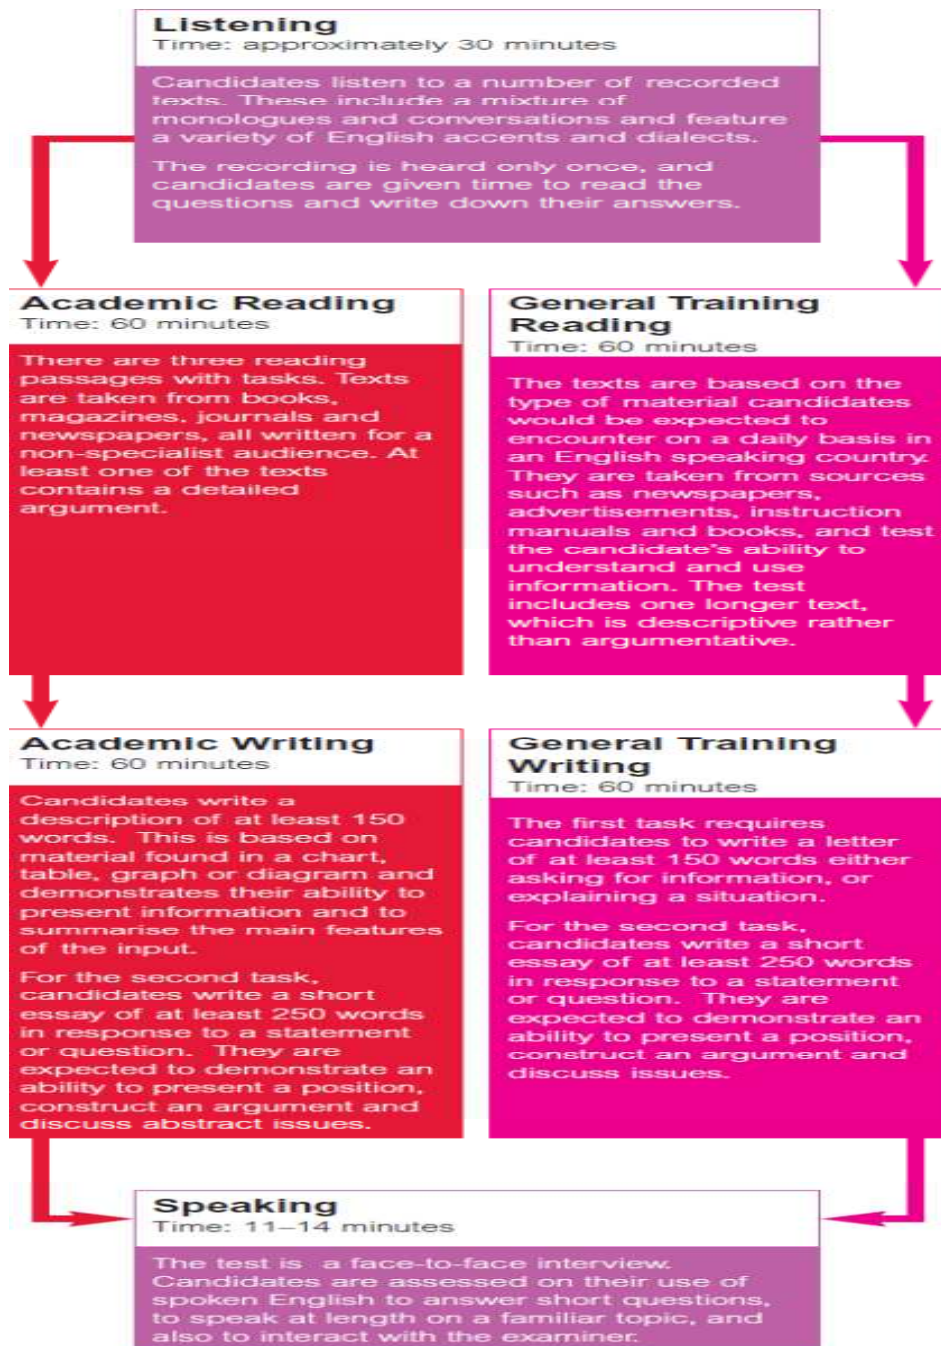 Listening
Time: approximately 30 minutes
Candidates listen to a number of recorded
texts. These include a mixture of
monologues and conversations and feature
a variety of English accents and dialects.
The recording is heard only once, and
candidates are given time to read the
questions and write down their answers.
Academic Reading
Time: 60 minutes
There are three reading
passages with tasks. Texts
are taken from books,
magazines, journals and
newspapers, all written for a
non-specialist audience. At
least one of the texts
contains a detailed
argument.
General Training
Reading
Time: 60 minutes
The texts are based on the
type of material candidates
would be expected to
encounter on a daily basis in
an English speaking country.
They are taken from sources
such as newspapers,
advertisements, instruction
manuals and books, and test
the candidate's ability to
understand and use
information. The test
includes one longer text,
which is descriptive rather
than argumentative.
Academic Writing
Time: 60 minutes
Candidates write a
description of at least 150
words. This is based on
material found in a chart,
table, graph or diagram and
demonstrates their ability to
present information and to
summarise the main features
of the input.
For the second task,
candidates write a short
essay of at least 250 words
in response to a statement
or question. They are
expected to demonstrate an
ability to present a position,
construct an argument and
discuss abstract issues.
General Training
Writing
Time: 60 minutes
The first task requires
candidates to write a letter
of at least 150 words either
asking for information, or
explaining a situation.
For the second task,
candidates write a short
essay of at least 250 words
in response to a statement
or question. They are
expected to demonstrate an
ability to present a position,
construct an argument and
discuss issues.
Speaking
Time: 11–14 minutes
The test is a face-to-face interview.
Candidates are assessed on their use of
spoken English to answer short questions,
to speak at length on a familiar topic, and
also to interact with the examiner.